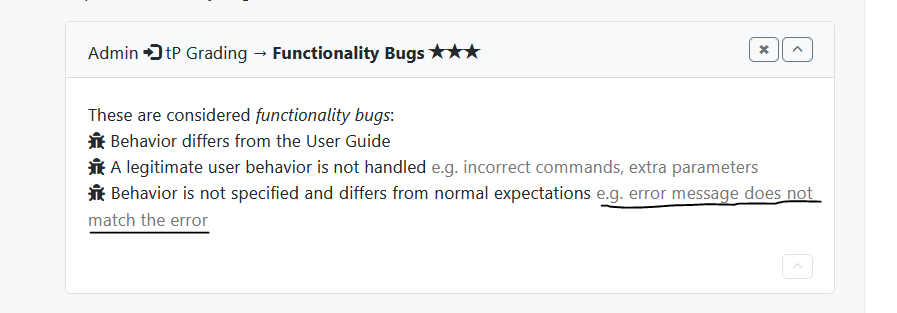 Admin tP Grading → Functionality Bugs ★★★
These are considered functionality bugs:
Behavior differs from the User Guide
A legitimate user behavior is not handled e.g. incorrect commands, extra parameters
Behavior is not specified and differs from normal expectations e.g. error message does not
match the error